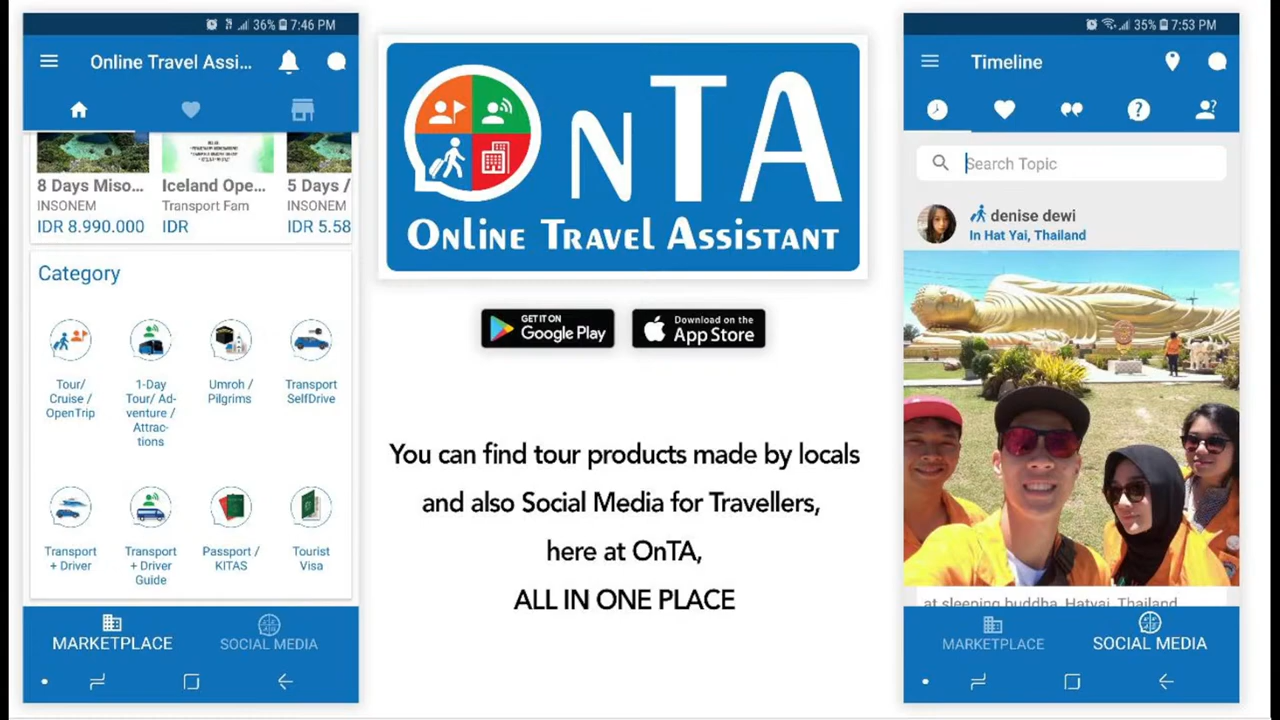 36% 7:46 PM
Online Travel Assi...
8 Days Miso...
Iceland Ope...
5 Days /
INSONEM
Transport Fam
INSONEM
IDR 8.990.000
IDR
IDR 5.58
Category
Tour/
Cruise /
OpenTrip
1-Day
Tour/ Ad-
venture /
Attrac-
tions
Umroh /
Pilgrims
Transport
SelfDrive
Transport
+ Driver
Transport
+ Driver
Guide
Passport /
KITAS
Tourist
Visa
MARKETPLACE
SOCIAL MEDIA
OnTA
Online Travel Assistant
GET IT ON
Google Play
Download on the
App Store
You can find tour products made by locals
and also Social Media for Travellers,
here at OnTA,
ALL IN ONE PLACE
35% 7:53 PM
Timeline
Search Topic
denise dewi
In Hat Yai, Thailand
at sleeping buddha, Hatyai, Thailand
MARKETPLACE
SOCIAL MEDIA